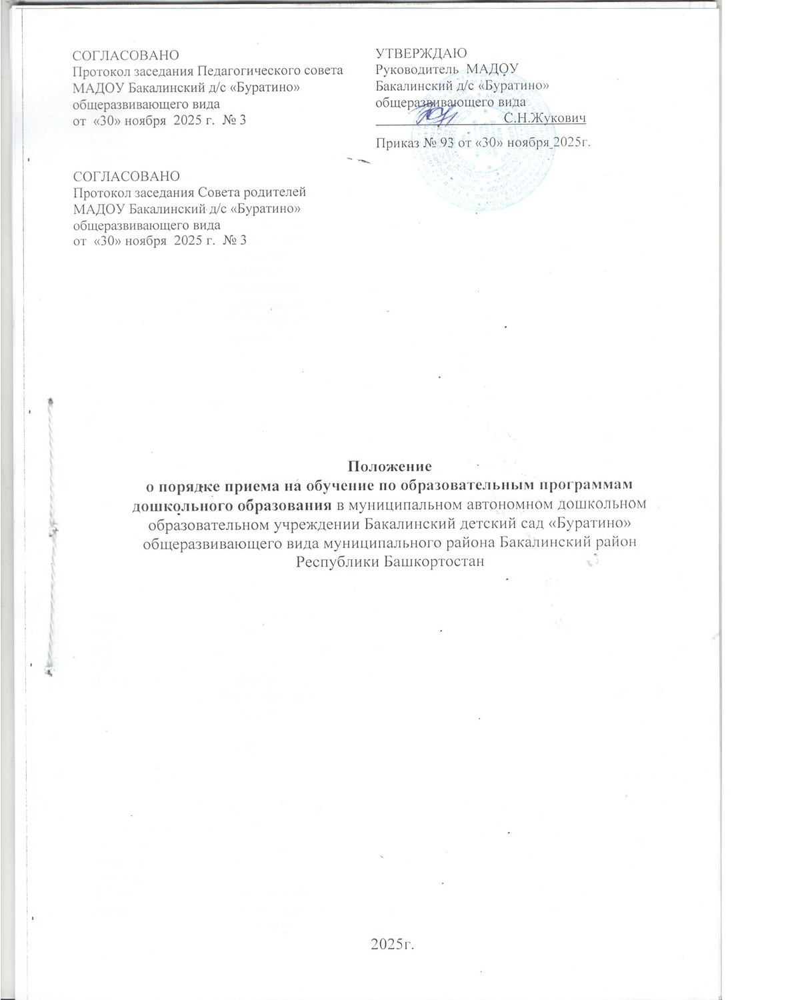 СОГЛАСОВАНО
Протокол заседания Педагогического совета
МАДОУ Бакалинский д/с «Буратино»
общеразвивающего вида
от «30» ноября 2025 г. № 3
УТВЕРЖДАЮ
Руководитель МАДОУ
Бакалинский д/с «Буратино»
общеразвивающего вида
С.Н.Жукович
Приказ № 93 от «30» ноября 2025г.
СОГЛАСОВАНО
Протокол заседания Совета родителей
МАДОУ Бакалинский д/с «Буратино»
общеразвивающего вида
от «30» ноября 2025 г. № 3
Положение
о порядке приема на обучение по образовательным программам
дошкольного образования в муниципальном автономном дошкольном
образовательном учреждении Бакалинский детский сад «Буратино»
общеразвивающего вида муниципального района Бакалинский район
Республики Башкортостан
2025г.